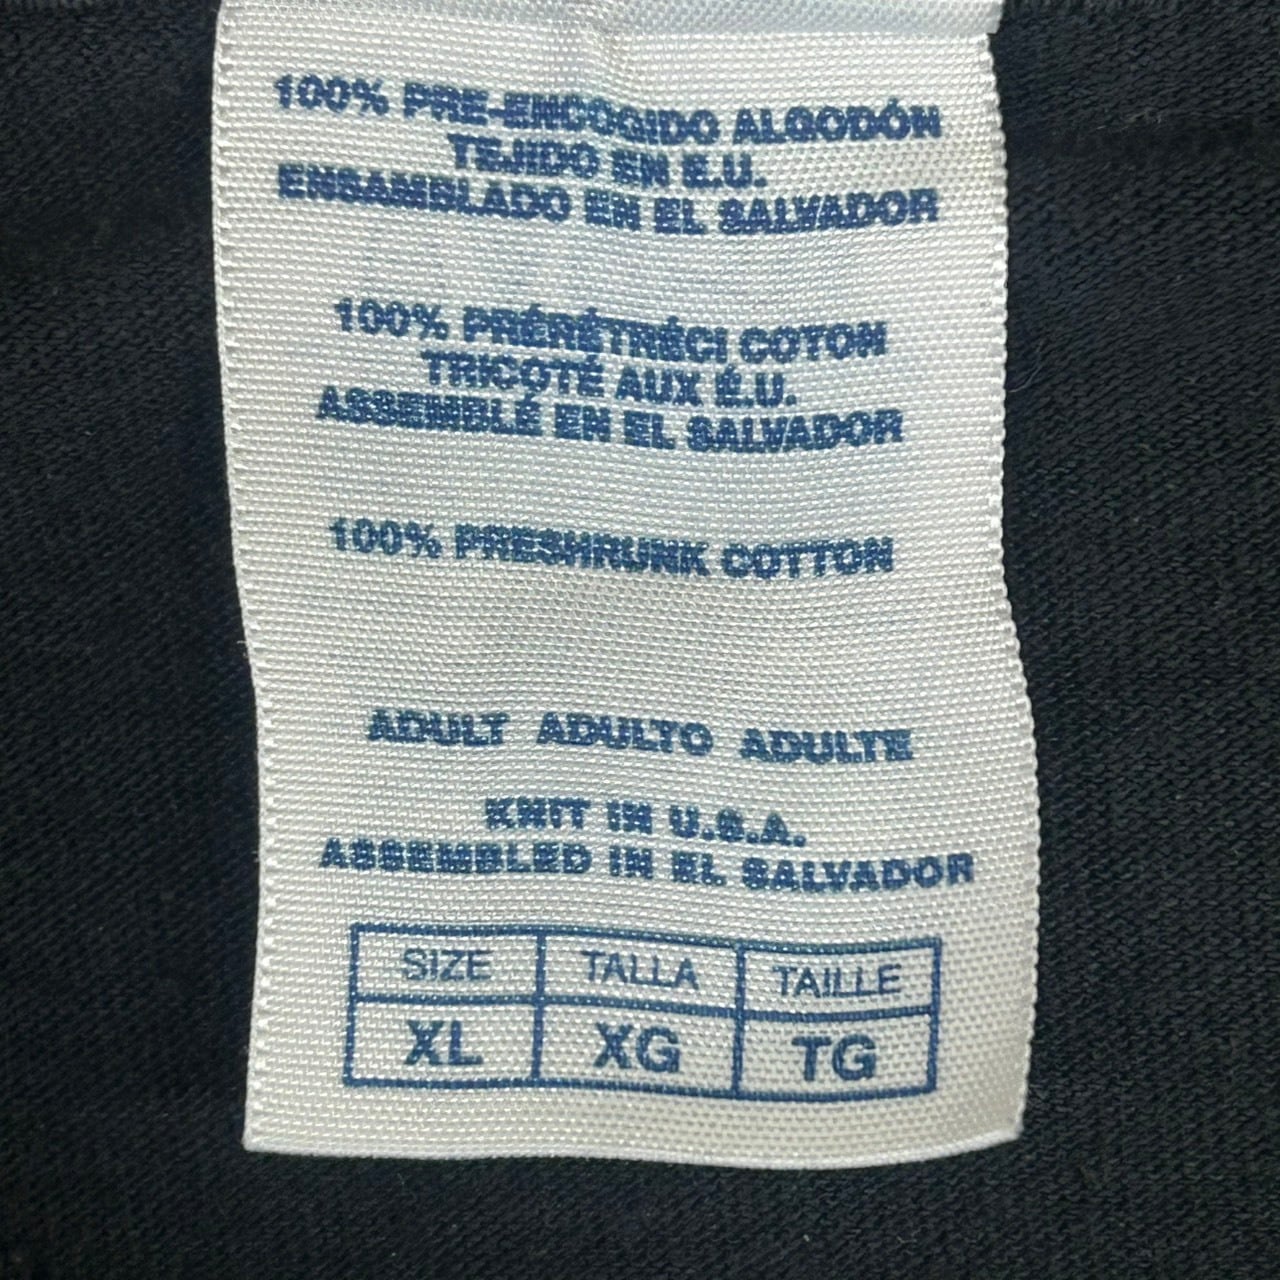 100% PRE-ENCOGIDO ALGODÓN
TEJIDO EN E.U.
ENSAMBLADO EN EL SALVADOR
100% PRÉRÉTRÉCI COTON
TRICOTÉ AUX É.U.
ASSEMBLÉ EN EL SALVADOR
100% PRESHRUNK COTTON
ADULT ADULTO ADULTE
KNIT IN U.S.A.
ASSEMBLED IN EL SALVADOR
SIZE TALLA TAILLE
XL XG TG